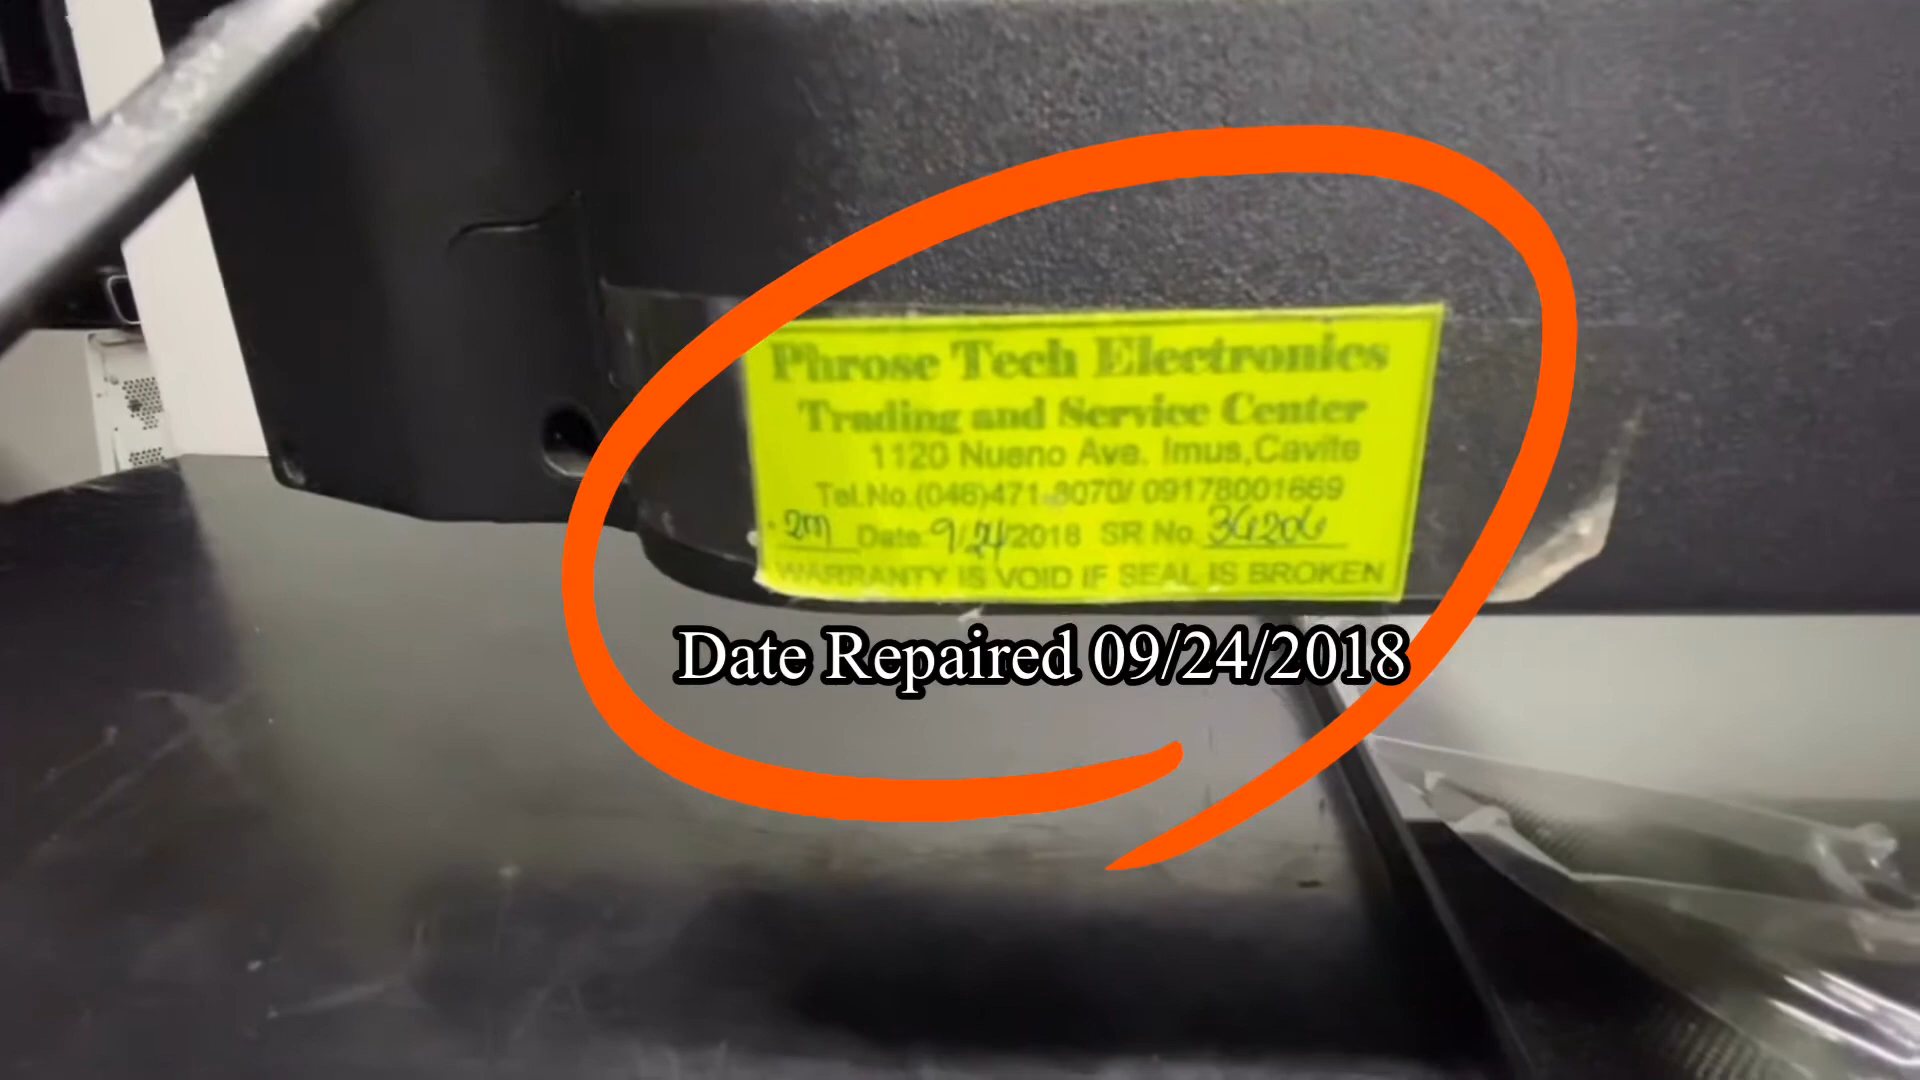 Phrose Tech Electronics
Trading and Service Center
1120 Nueno Ave. Imus,Cavite
Tel.No.(046)471-3070/ 09178001669
2m Date: 9/24/2018 SR No. 36206
WARRANTY IS VOID IF SEAL IS BROKEN
Date Repaired 09/24/2018